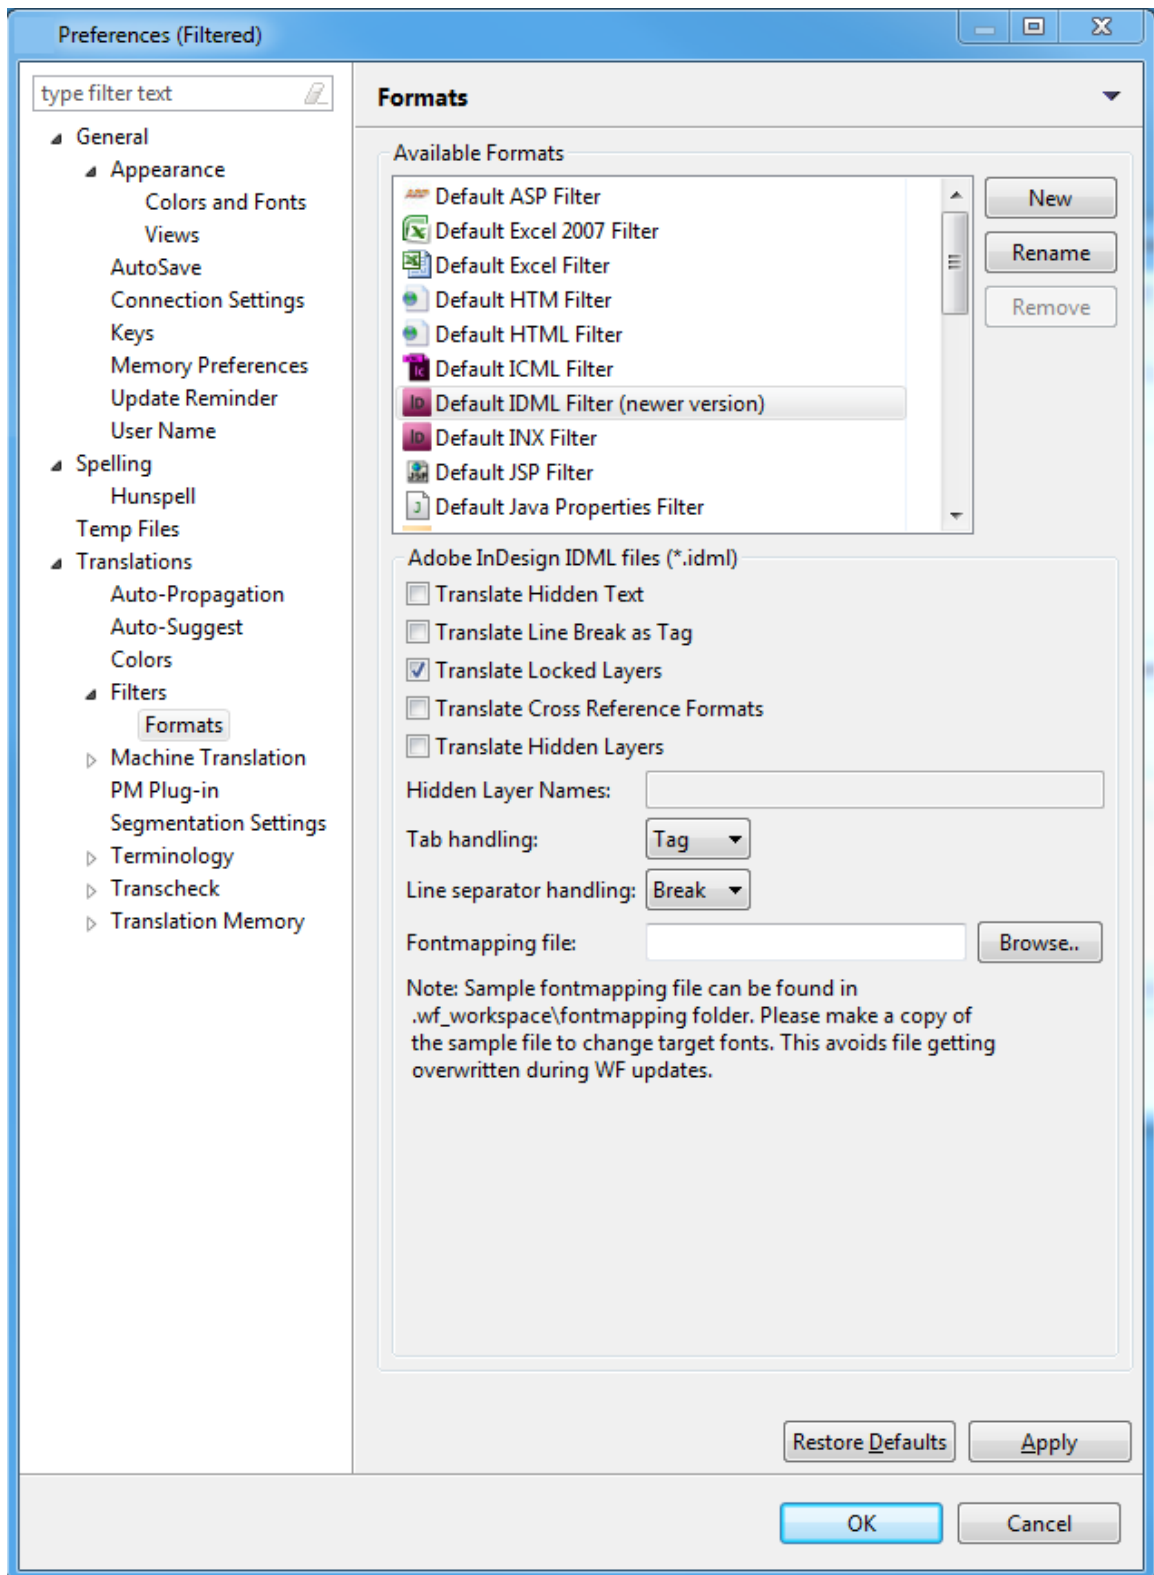 Preferences (Filtered)
type filter text
General
Appearance
Colors and Fonts
Views
AutoSave
Connection Settings
Keys
Memory Preferences
Update Reminder
User Name
Spelling
Hunspell
Temp Files
Translations
Auto-Propagation
Auto-Suggest
Colors
Filters
Formats
Machine Translation
PM Plug-in
Segmentation Settings
Terminology
Transcheck
Translation Memory
Formats
Available Formats
Default ASP Filter
Default Excel 2007 Filter
Default Excel Filter
Default HTM Filter
Default HTML Filter
Default ICML Filter
Default IDML Filter (newer version)
Default INX Filter
Default JSP Filter
Default Java Properties Filter
New
Rename
Remove
Adobe InDesign IDML files (*.idml)
Translate Hidden Text
Translate Line Break as Tag
Translate Locked Layers
Translate Cross Reference Formats
Translate Hidden Layers
Hidden Layer Names:
Tab handling: Tag
Line separator handling: Break
Fontmapping file: Browse..
Note: Sample fontmapping file can be found in
.wf_workspace\fontmapping folder. Please make a copy of
the sample file to change target fonts. This avoids file getting
overwritten during WF updates.
Restore Defaults Apply
OK Cancel